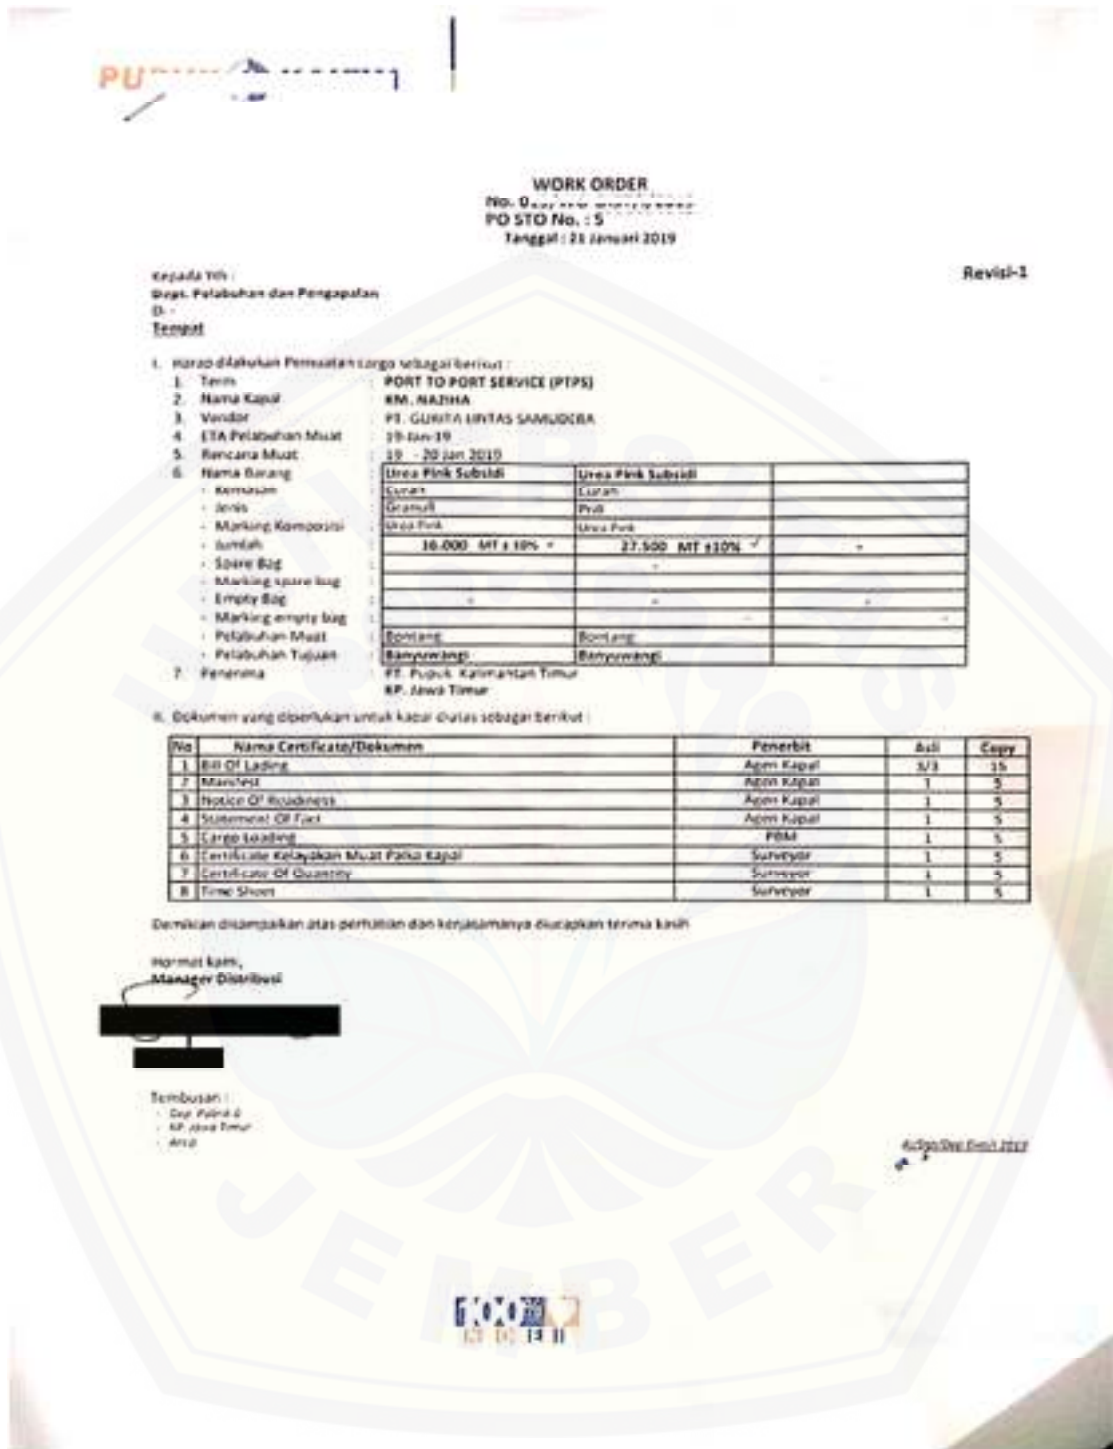 PU
WORK ORDER
No. 0
PO STO No. : 5
Tanggal : 21 Januari 2019
Revisi-1
Kepada Yth :
Dept. Pelabuhan dan Pengapalan
D -
Tempat
I. Harap dilakukan Pemuatan cargo sebagai berikut :
1. Term : PORT TO PORT SERVICE (PTPS)
2. Nama Kapal : KM. NAZIHA
3. Vendor : PT. GURITA LINTAS SAMUDERA
4. ETA Pelabuhan Muat : 19-Jan-19
5. Rencana Muat : 19 - 20 Jan 2019
6. Nama Barang : Urea Pink Subsidi Urea Pink Subsidi
- Kemasan : Curah Curah
- Jenis : Granull Prill
- Marking Komposisi : Urea Pink Urea Pink
- Jumlah : MT ± 10% 27.500 MT ±10% ✓ -
- Spare Bag : -
- Marking spare bag :
- Empty Bag : - - -
- Marking empty bag : - -
- Pelabuhan Muat : Bontang Bontang
- Pelabuhan Tujuan : Banyuwangi Banyuwangi
7. Penerima : PT. Pupuk Kalimantan Timur
KP. Jawa Timur
II. Dokumen yang diperlukan untuk kapal diatas sebagai berikut :
No Nama Certificate/Dokumen Penerbit Asli Copy
1 Bill Of Lading Agen Kapal 3/3 15
2 Manifest Agen Kapal 1 5
3 Notice Of Readiness Agen Kapal 1 5
4 Statement Of Fact Agen Kapal 1 5
5 Cargo Loading PBM 1 5
6 Certificate Kelayakan Muat Palka Kapal Surveyor 1 5
7 Certificate Of Quantity Surveyor 1 5
8 Time Sheet Surveyor 1 5
Demikian disampaikan atas perhatian dan kerjasamanya diucapkan terima kasih
Hormat kami,
Manager Distribusi
Tembusan :
- KP. Jawa Timur
- Arsip
UNIVERSITAS
JEMBER